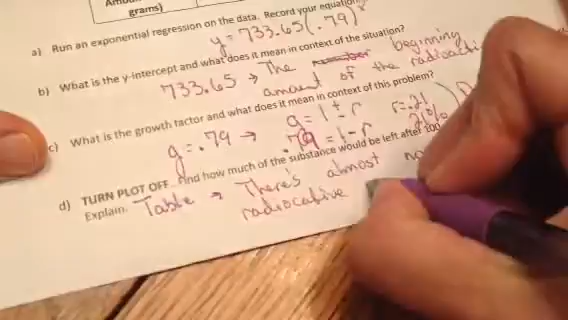 grams)
a) Run an exponential regression on the data. Record your equation
y = 733.65(.79)ˣ
b) What is the y-intercept and what does it mean in context of the situation?
733.65 → The beginning
amount of the radioacti
c) What is the growth factor and what does it mean in context of this problem?
g = 1 ± r
g = .79 → .79 = 1 - r
r = .21
21%
d) TURN PLOT OFF. Find how much of the substance would be left after 100
Explain. Table → There's almost no
radiocative